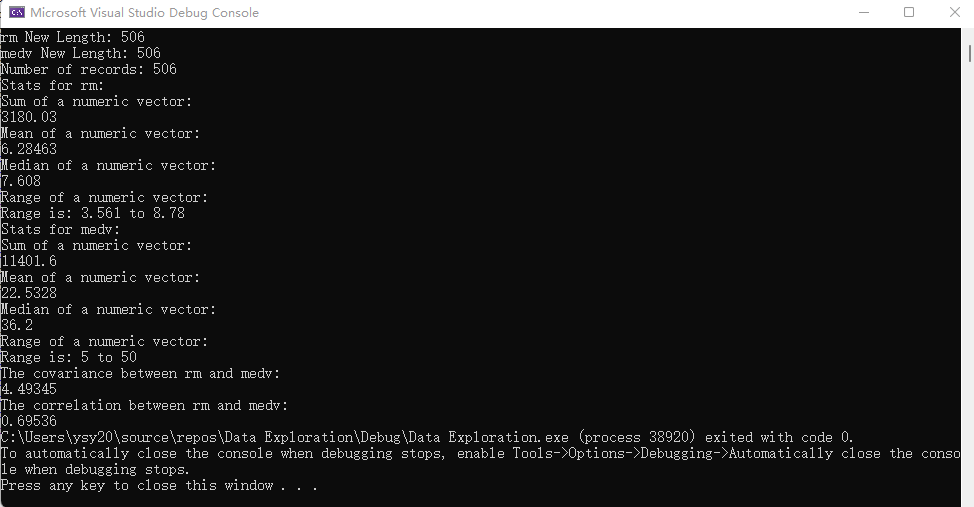 Microsoft Visual Studio Debug Console
rm New Length: 506
medv New Length: 506
Number of records: 506
Stats for rm:
Sum of a numeric vector:
3180.03
Mean of a numeric vector:
6.28463
Median of a numeric vector:
7.608
Range of a numeric vector:
Range is: 3.561 to 8.78
Stats for medv:
Sum of a numeric vector:
11401.6
Mean of a numeric vector:
22.5328
Median of a numeric vector:
36.2
Range of a numeric vector:
Range is: 5 to 50
The covariance between rm and medv:
4.49345
The correlation between rm and medv:
0.69536
C:\Users\ysy20\source\repos\Data Exploration\Debug\Data Exploration.exe (process 38920) exited with code 0.
To automatically close the console when debugging stops, enable Tools->Options->Debugging->Automatically close the conso
le when debugging stops.
Press any key to close this window . . .